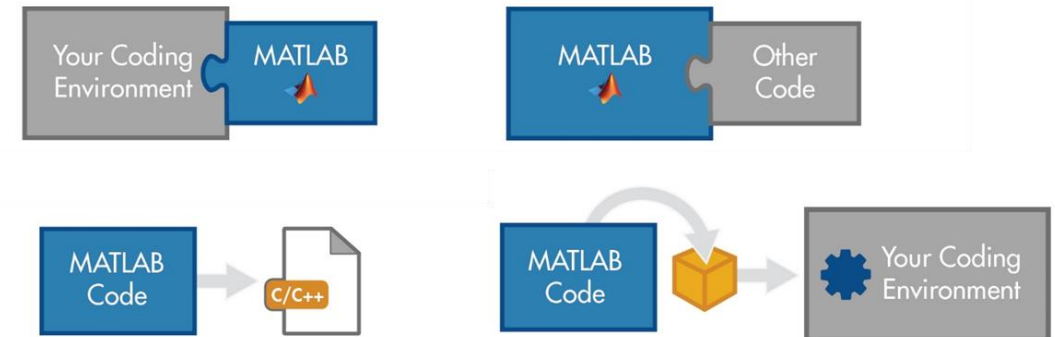 Your Coding
Environment
MATLAB
MATLAB
Other
Code
MATLAB
Code
C/C++
MATLAB
Code
Your Coding
Environment